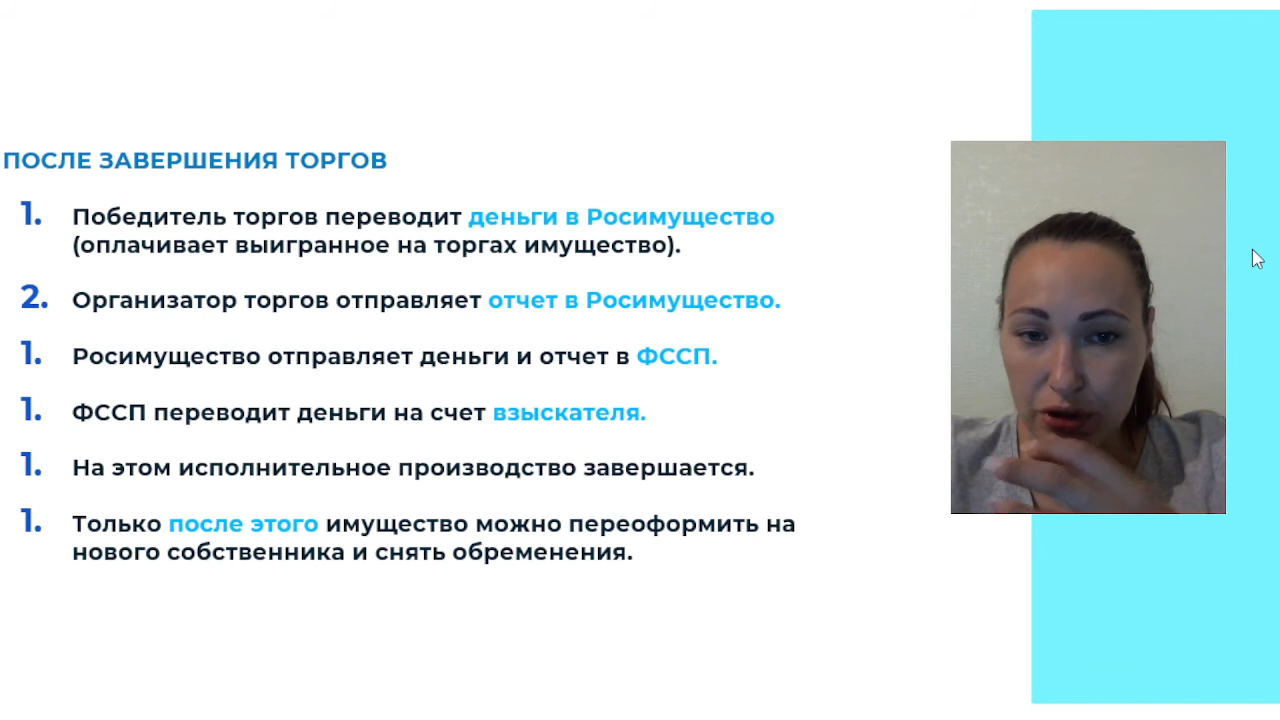 ПОСЛЕ ЗАВЕРШЕНИЯ ТОРГОВ
1. Победитель торгов переводит деньги в Росимущество
(оплачивает выигранное на торгах имущество).
2. Организатор торгов отправляет отчет в Росимущество.
1. Росимущество отправляет деньги и отчет в ФССП.
1. ФССП переводит деньги на счет взыскателя.
1. На этом исполнительное производство завершается.
1. Только после этого имущество можно переоформить на
нового собственника и снять обременения.